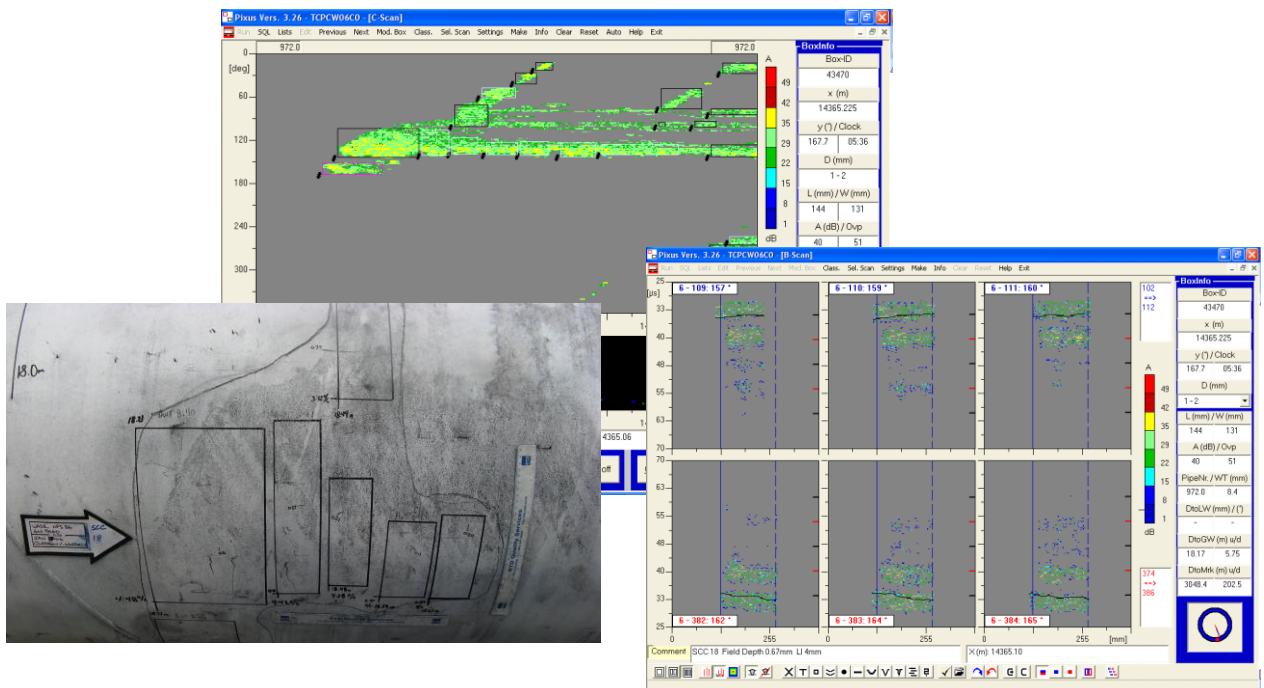 Pixus Vers. 3.26 - TCPCW06C0 - [C-Scan]
Run SQL Lists Edit Previous Next Mod. Box Class. Sel. Scan Settings Make Info Clear Reset Auto Help Exit
972.0 972.0
0
[deg]
60
120
180
240
300
A
49
42
35
29
22
15
8
1
dB
BoxInfo
Box-ID
43470
x (m)
14365.225
y (°) / Clock
167.7 05:36
D (mm)
1 - 2
L (mm) / W (mm)
144 131
A (dB) / Ovp
40 51
4365.06
off
Pixus Vers. 3.26 - TCPCW06C0 - [B-Scan]
Run SQL Lists Edit Previous Next Mod. Box Class. Sel. Scan Settings Make Info Clear Reset Help Exit
25
[µs]
33
40
48
55
63
70
6 - 109: 157 °
6 - 110: 159 °
6 - 111: 160 °
102
==>
112
70
63
55
48
40
33
25
6 - 382: 162 °
6 - 383: 164 °
6 - 384: 165 °
374
==>
386
0 255 0 255 0 255 [mm]
A
49
42
35
29
22
15
8
1
dB
BoxInfo
Box-ID
43470
x (m)
14365.225
y (°) / Clock
167.7 05:36
D (mm)
1 - 2
L (mm) / W (mm)
144 131
A (dB) / Ovp
40 51
PipeNr. / WT (mm)
972.0 8.4
DtoLW (mm) / (°)
- -
DtoGW (m) u/d
18.17 5.75
DtoMrk (m) u/d
3048.4 202.5
Comment SCC18 Field Depth 0.67mm LI 4mm X (m): 14365.10
18.0m
SCC
18